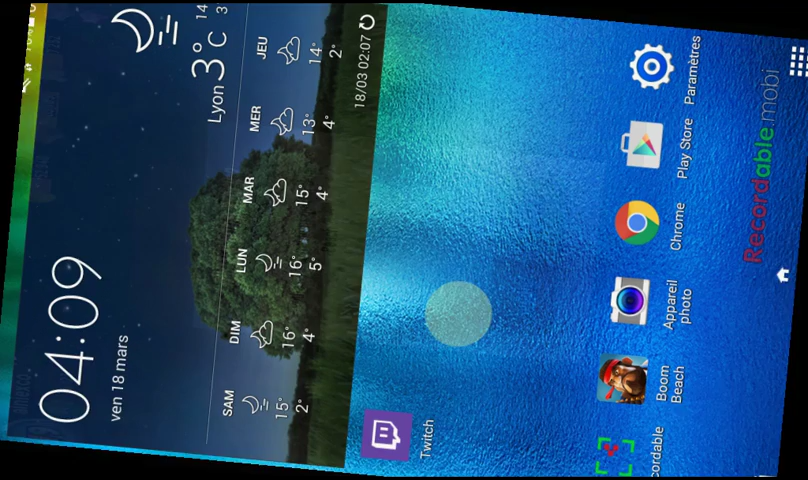 04:09
ven 18 mars
Lyon 3°C
14
3
SAM
15°
2°
DIM
16°
4°
LUN
16°
5°
MAR
15°
4°
MER
13°
4°
JEU
14°
2°
18/03 02:07
Twitch
Boom Beach
Appareil photo
Chrome
Play Store
Paramètres
Recordable.mobi